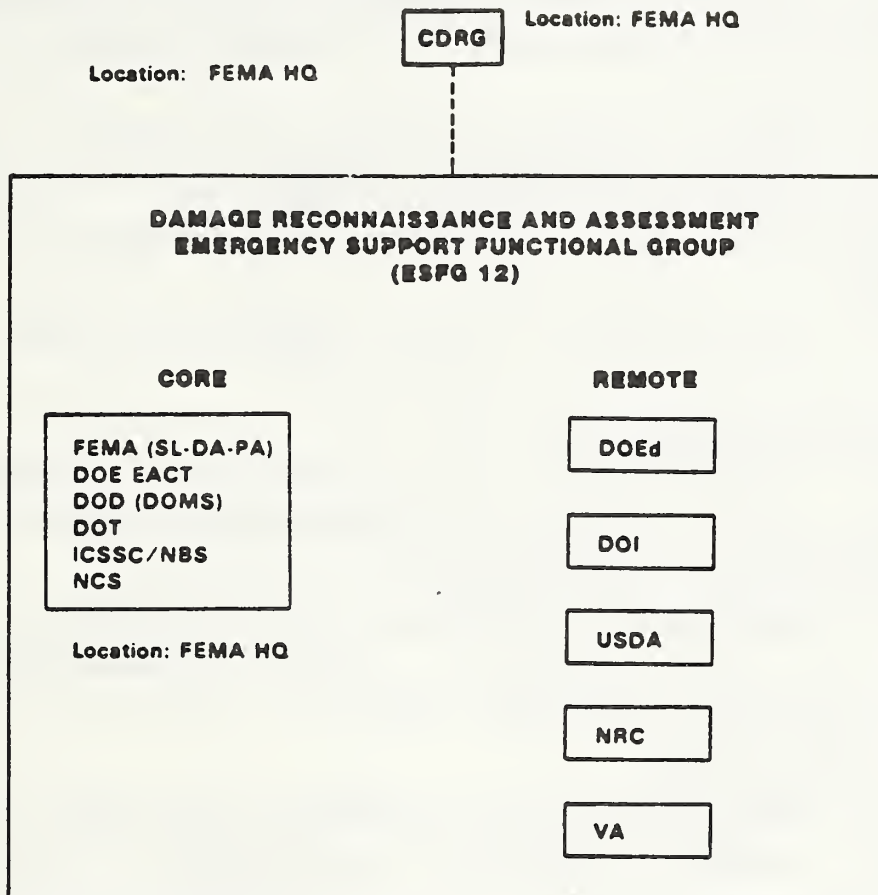 CDRG
Location: FEMA HQ
Location: FEMA HQ
DAMAGE RECONNAISSANCE AND ASSESSMENT
EMERGENCY SUPPORT FUNCTIONAL GROUP
(ESFG 12)
CORE
FEMA (SL-DA-PA)
DOE EACT
DOD (DOMS)
DOT
ICSSC/NBS
NCS
Location: FEMA HQ
REMOTE
DOEd
DOI
USDA
NRC
VA